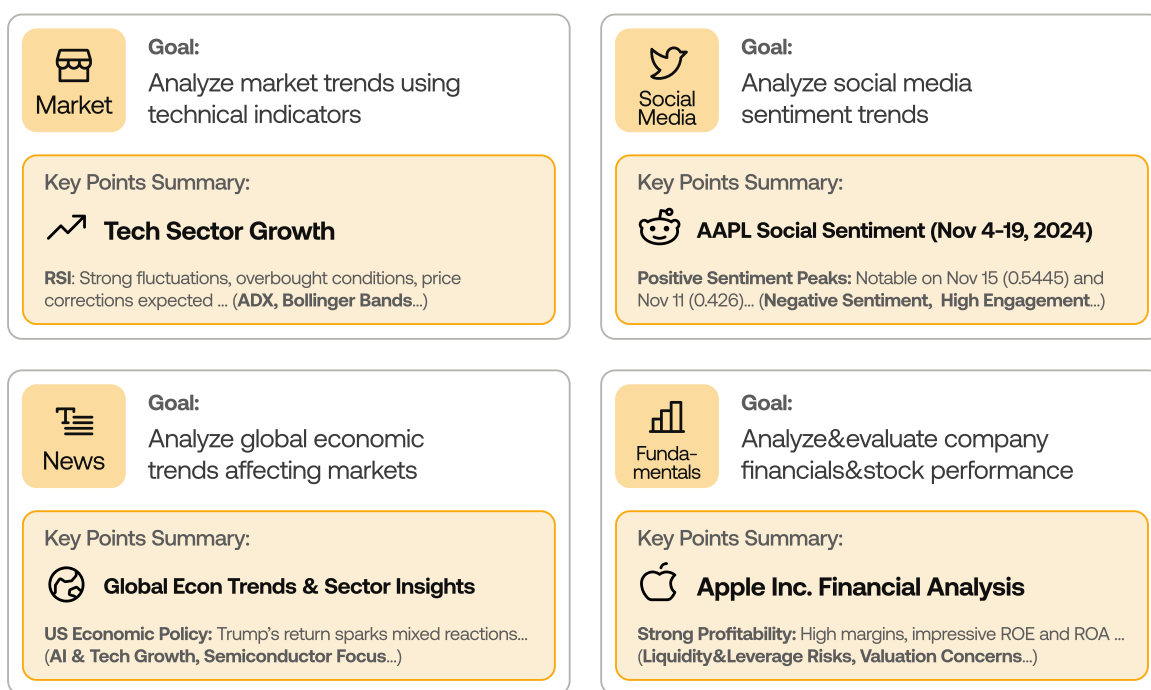 Market
Goal:
Analyze market trends using
technical indicators
Key Points Summary:
Tech Sector Growth
RSI: Strong fluctuations, overbought conditions, price
corrections expected ... (ADX, Bollinger Bands...)
Social
Media
Goal:
Analyze social media
sentiment trends
Key Points Summary:
AAPL Social Sentiment (Nov 4-19, 2024)
Positive Sentiment Peaks: Notable on Nov 15 (0.5445) and
Nov 11 (0.426)... (Negative Sentiment,  High Engagement...)
News
Goal:
Analyze global economic
trends affecting markets
Key Points Summary:
Global Econ Trends & Sector Insights
US Economic Policy: Trump’s return sparks mixed reactions...
(AI & Tech Growth, Semiconductor Focus...)
Funda-
mentals
Goal:
Analyze&evaluate company
financials&stock performance
Key Points Summary:
Apple Inc. Financial Analysis
Strong Profitability: High margins, impressive ROE and ROA ...
(Liquidity&Leverage Risks, Valuation Concerns...)